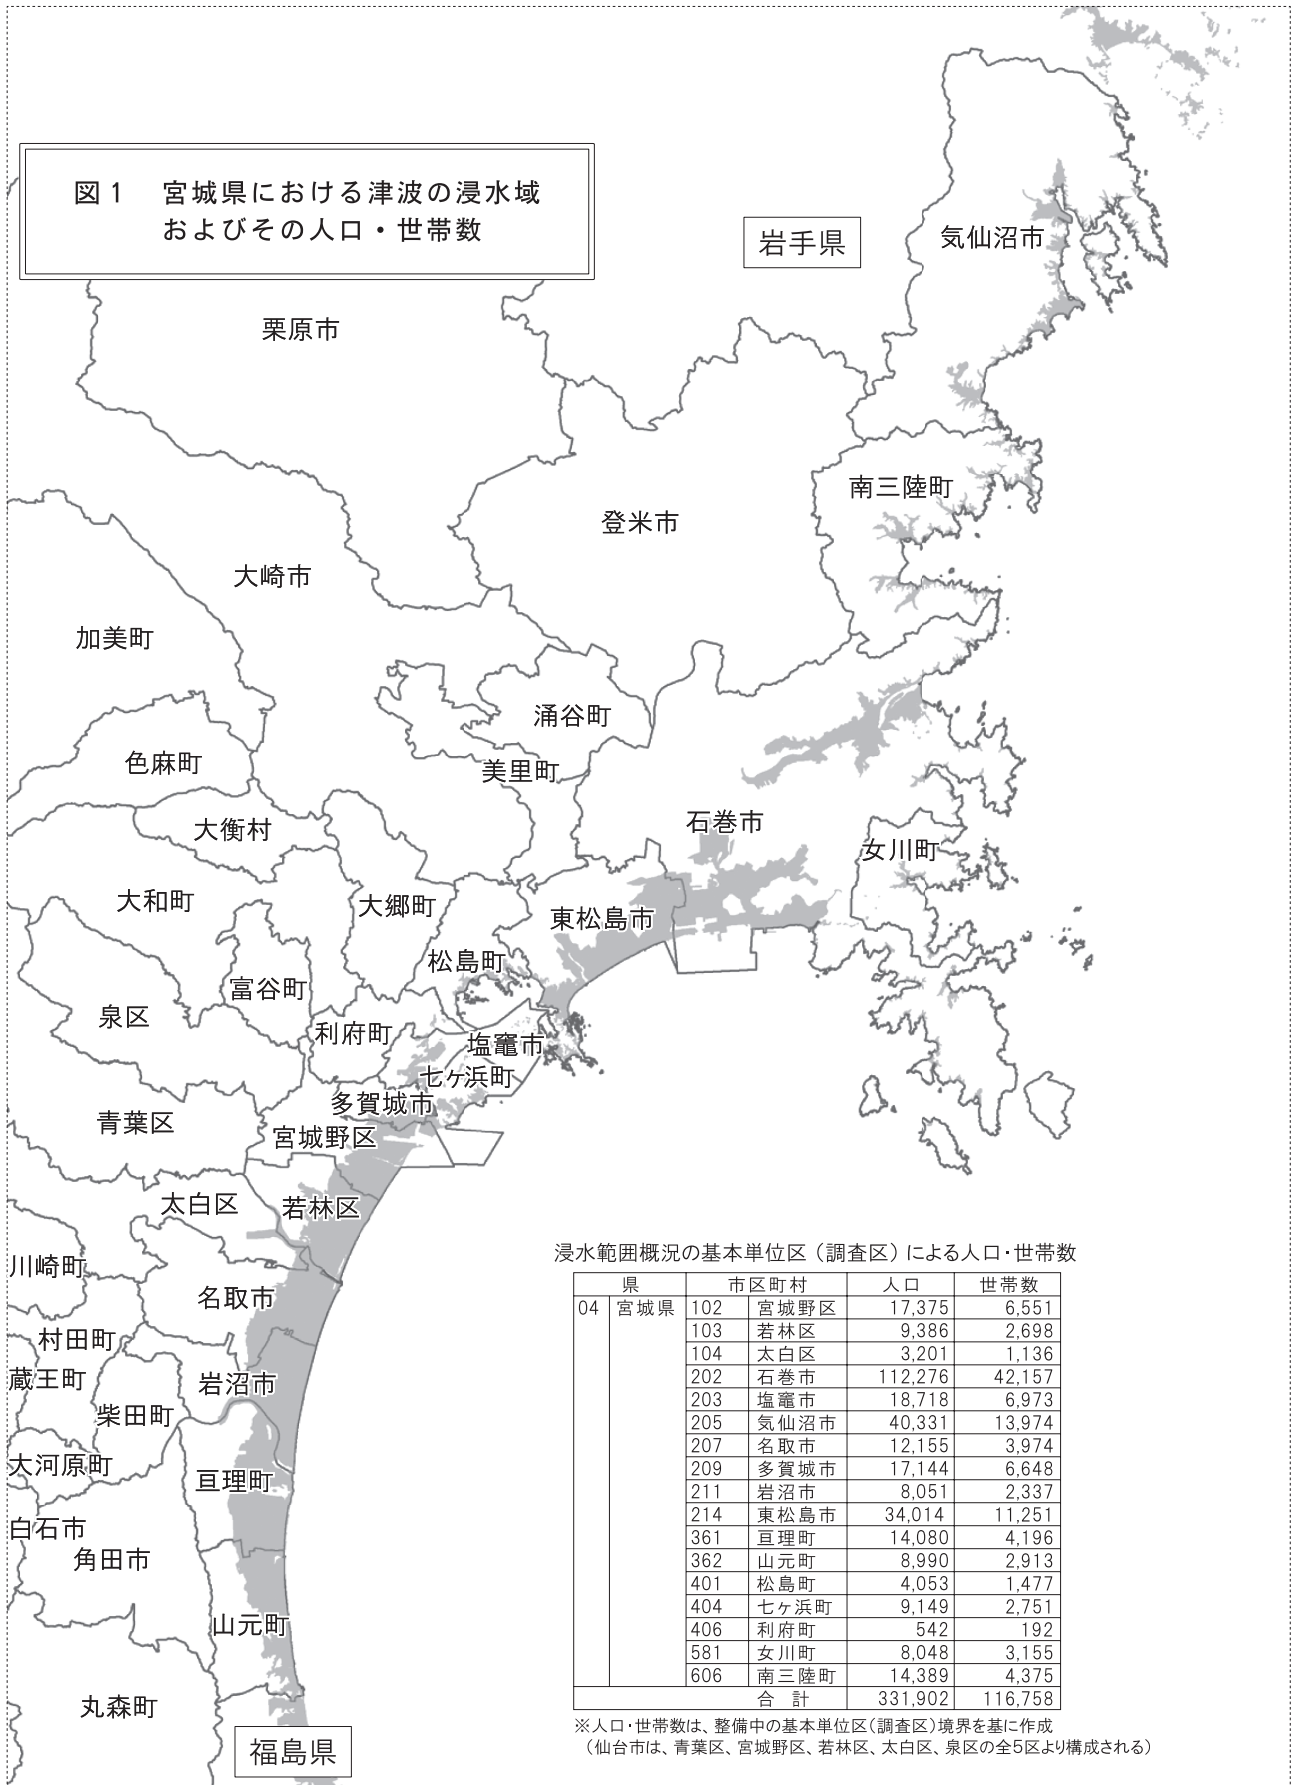 図1 宮城県における津波の浸水域
およびその人口・世帯数
岩手県
気仙沼市
栗原市
南三陸町
登米市
大崎市
加美町
涌谷町
色麻町
美里町
大衡村
石巻市
女川町
大和町
大郷町
東松島市
松島町
富谷町
泉区
利府町
塩竈市
七ヶ浜町
多賀城市
青葉区
宮城野区
太白区
若林区
川崎町
名取市
村田町
蔵王町
岩沼市
柴田町
大河原町
亘理町
白石市
角田市
山元町
丸森町
福島県
浸水範囲概況の基本単位区(調査区)による人口・世帯数
県 市区町村 人口 世帯数
04 宮城県 102 宮城野区 17,375 6,551
103 若林区 9,386 2,698
104 太白区 3,201 1,136
202 石巻市 112,276 42,157
203 塩竈市 18,718 6,973
205 気仙沼市 40,331 13,974
207 名取市 12,155 3,974
209 多賀城市 17,144 6,648
211 岩沼市 8,051 2,337
214 東松島市 34,014 11,251
361 亘理町 14,080 4,196
362 山元町 8,990 2,913
401 松島町 4,053 1,477
404 七ヶ浜町 9,149 2,751
406 利府町 542 192
581 女川町 8,048 3,155
606 南三陸町 14,389 4,375
合計 331,902 116,758
※人口・世帯数は、整備中の基本単位区(調査区)境界を基に作成
(仙台市は、青葉区、宮城野区、若林区、太白区、泉区の全5区より構成される)